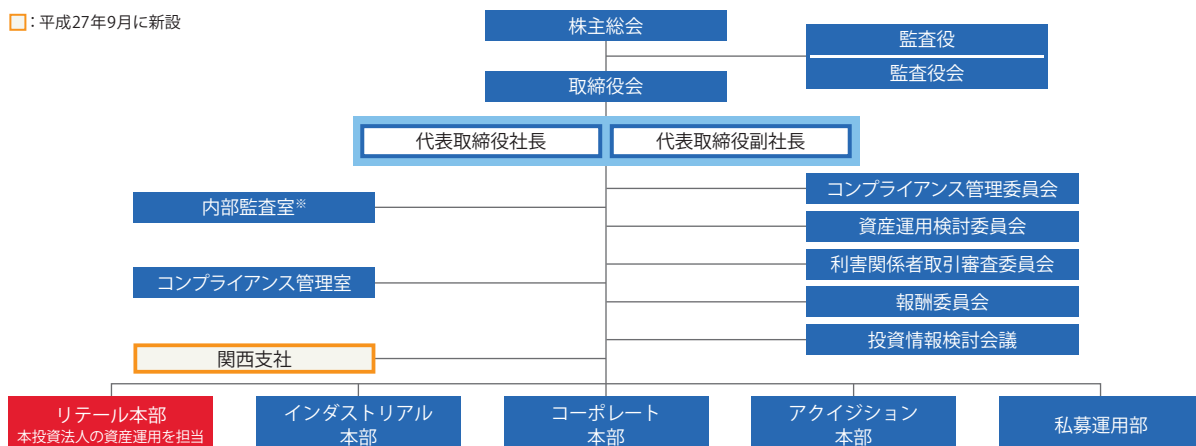 ：平成27年9月に新設
株主総会
監査役
監査役会
取締役会
代表取締役社長
代表取締役副社長
コンプライアンス管理委員会
内部監査室※
資産運用検討委員会
利害関係者取引審査委員会
コンプライアンス管理室
報酬委員会
投資情報検討会議
関西支社
リテール本部
本投資法人の資産運用を担当
インダストリアル
本部
コーポレート
本部
アクイジション
本部
私募運用部